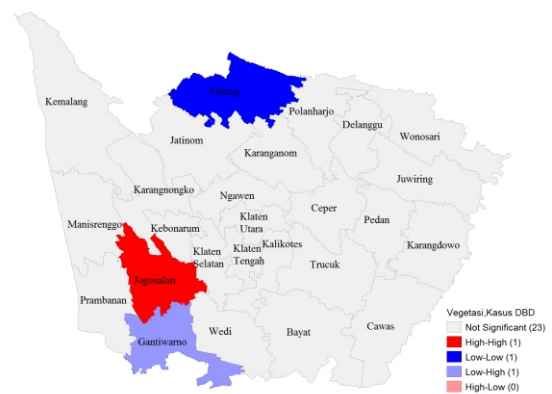 Kemalang
Tulung
Polanharjo
Delanggu
Wonosari
Jatinom
Karanganom
Juwiring
Karangnongko
Ngawen
Ceper
Pedan
Manisrenggo
Kebonarum
Klaten
Utara
Karangdowo
Klaten
Selatan
Klaten
Tengah
Kalikotes
Trucuk
Jogonalan
Prambanan
Gantiwarno
Wedi
Bayat
Cawas
Vegetasi,Kasus DBD
Not Significant (23)
High-High (1)
Low-Low (1)
Low-High (1)
High-Low (0)